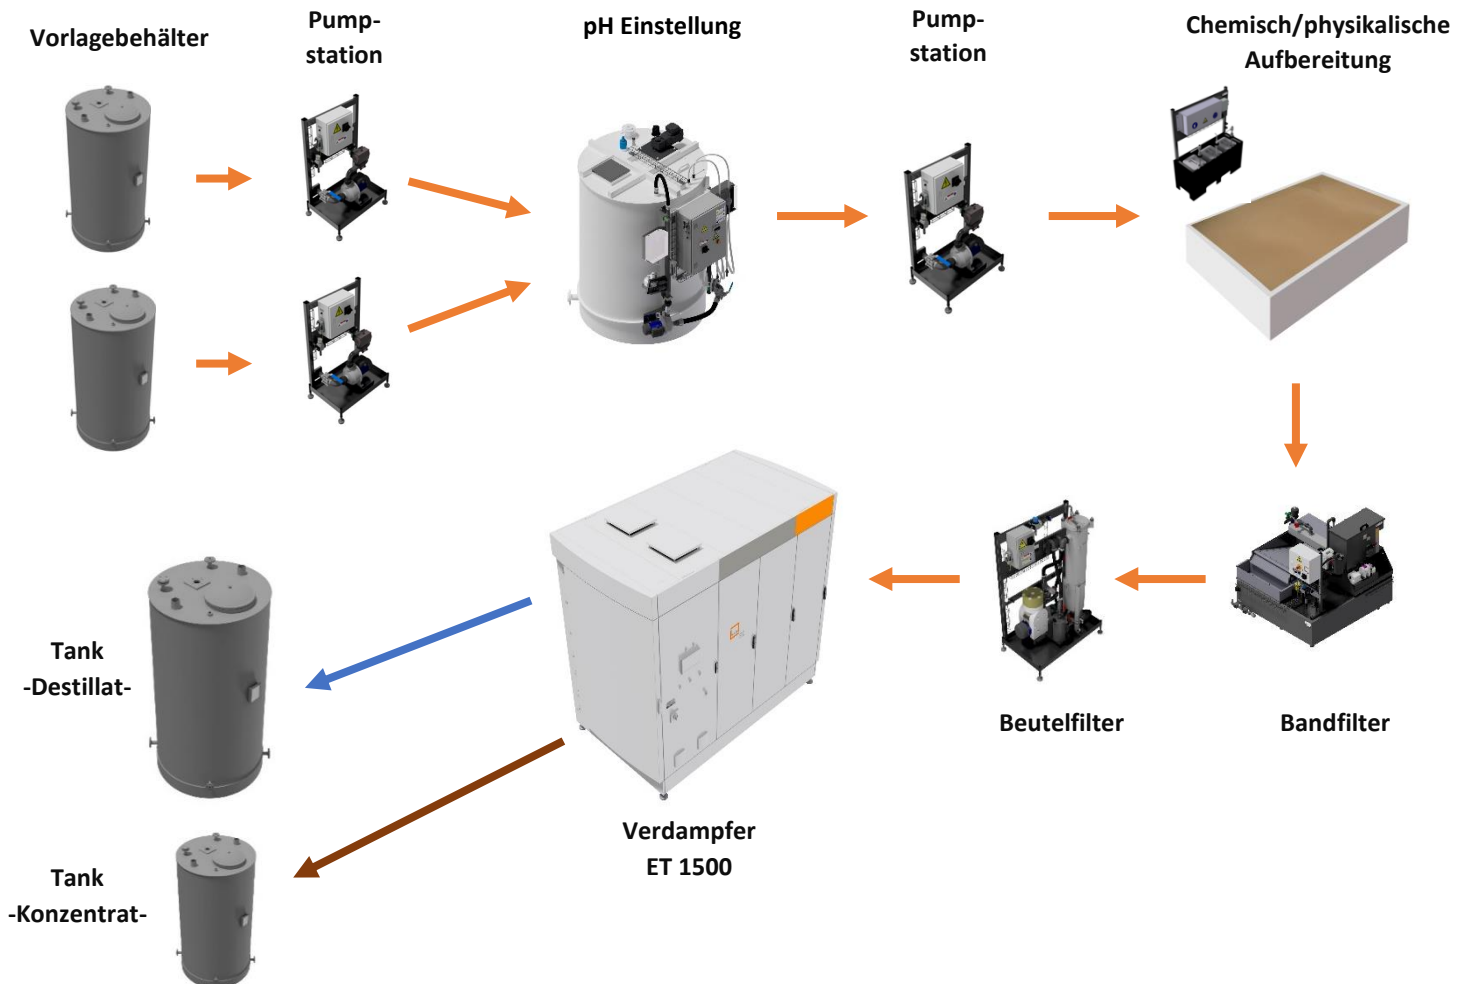 Vorlagebehälter
Pump-
station
pH Einstellung
Pump-
station
Chemisch/physikalische
Aufbereitung
Beutelfilter
Bandfilter
Verdampfer
ET 1500
Tank
-Destillat-
Tank
-Konzentrat-